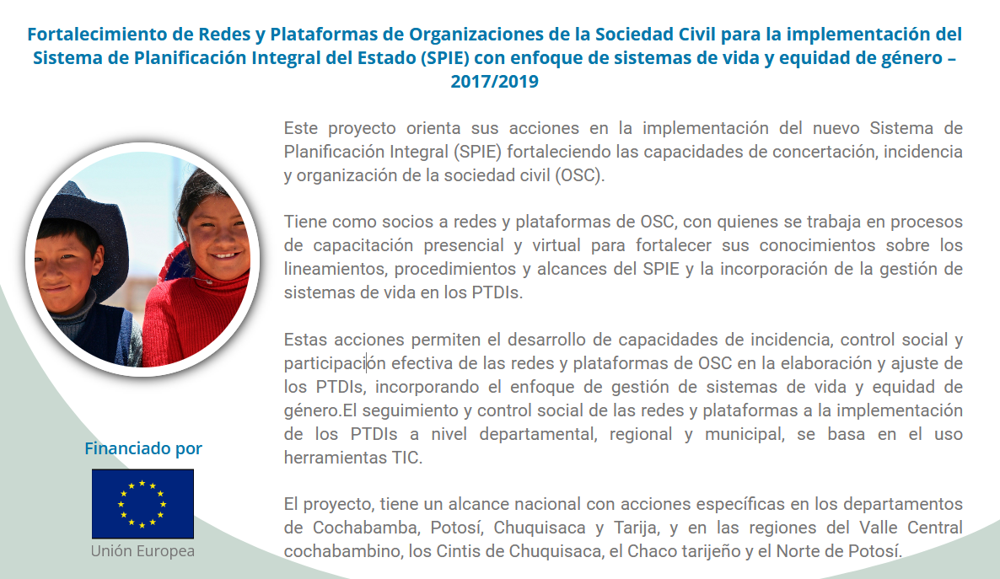 Fortalecimiento de Redes y Plataformas de Organizaciones de la Sociedad Civil para la implementación del
Sistema de Planificación Integral del Estado (SPIE) con enfoque de sistemas de vida y equidad de género –
2017/2019
Este proyecto orienta sus acciones en la implementación del nuevo Sistema de
Planificación Integral (SPIE) fortaleciendo las capacidades de concertación, incidencia
y organización de la sociedad civil (OSC).
Tiene como socios a redes y plataformas de OSC, con quienes se trabaja en procesos
de capacitación presencial y virtual para fortalecer sus conocimientos sobre los
lineamientos, procedimientos y alcances del SPIE y la incorporación de la gestión de
sistemas de vida en los PTDIs.
Estas acciones permiten el desarrollo de capacidades de incidencia, control social y
participación efectiva de las redes y plataformas de OSC en la elaboración y ajuste de
los PTDIs, incorporando el enfoque de gestión de sistemas de vida y equidad de
género.El seguimiento y control social de las redes y plataformas a la implementación
de los PTDIs a nivel departamental, regional y municipal, se basa en el uso
herramientas TIC.
El proyecto, tiene un alcance nacional con acciones específicas en los departamentos
de Cochabamba, Potosí, Chuquisaca y Tarija, y en las regiones del Valle Central
cochabambino, los Cintis de Chuquisaca, el Chaco tarijeño y el Norte de Potosí.
Financiado por
Unión Europea